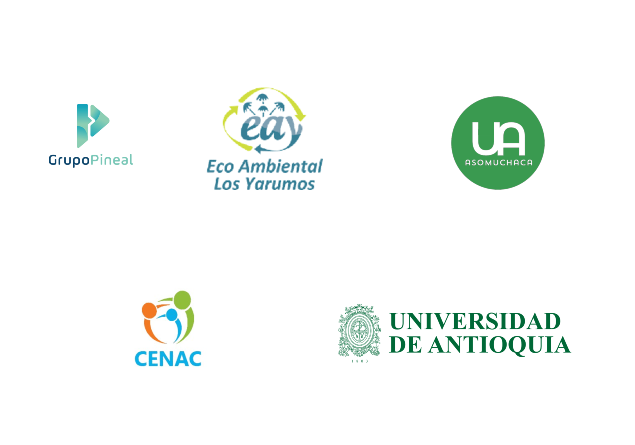 GrupoPineal
eay
Eco Ambiental
Los Yarumos
UA
ASOMUCHACA
CENAC
UNIVERSIDAD
DE ANTIOQUIA